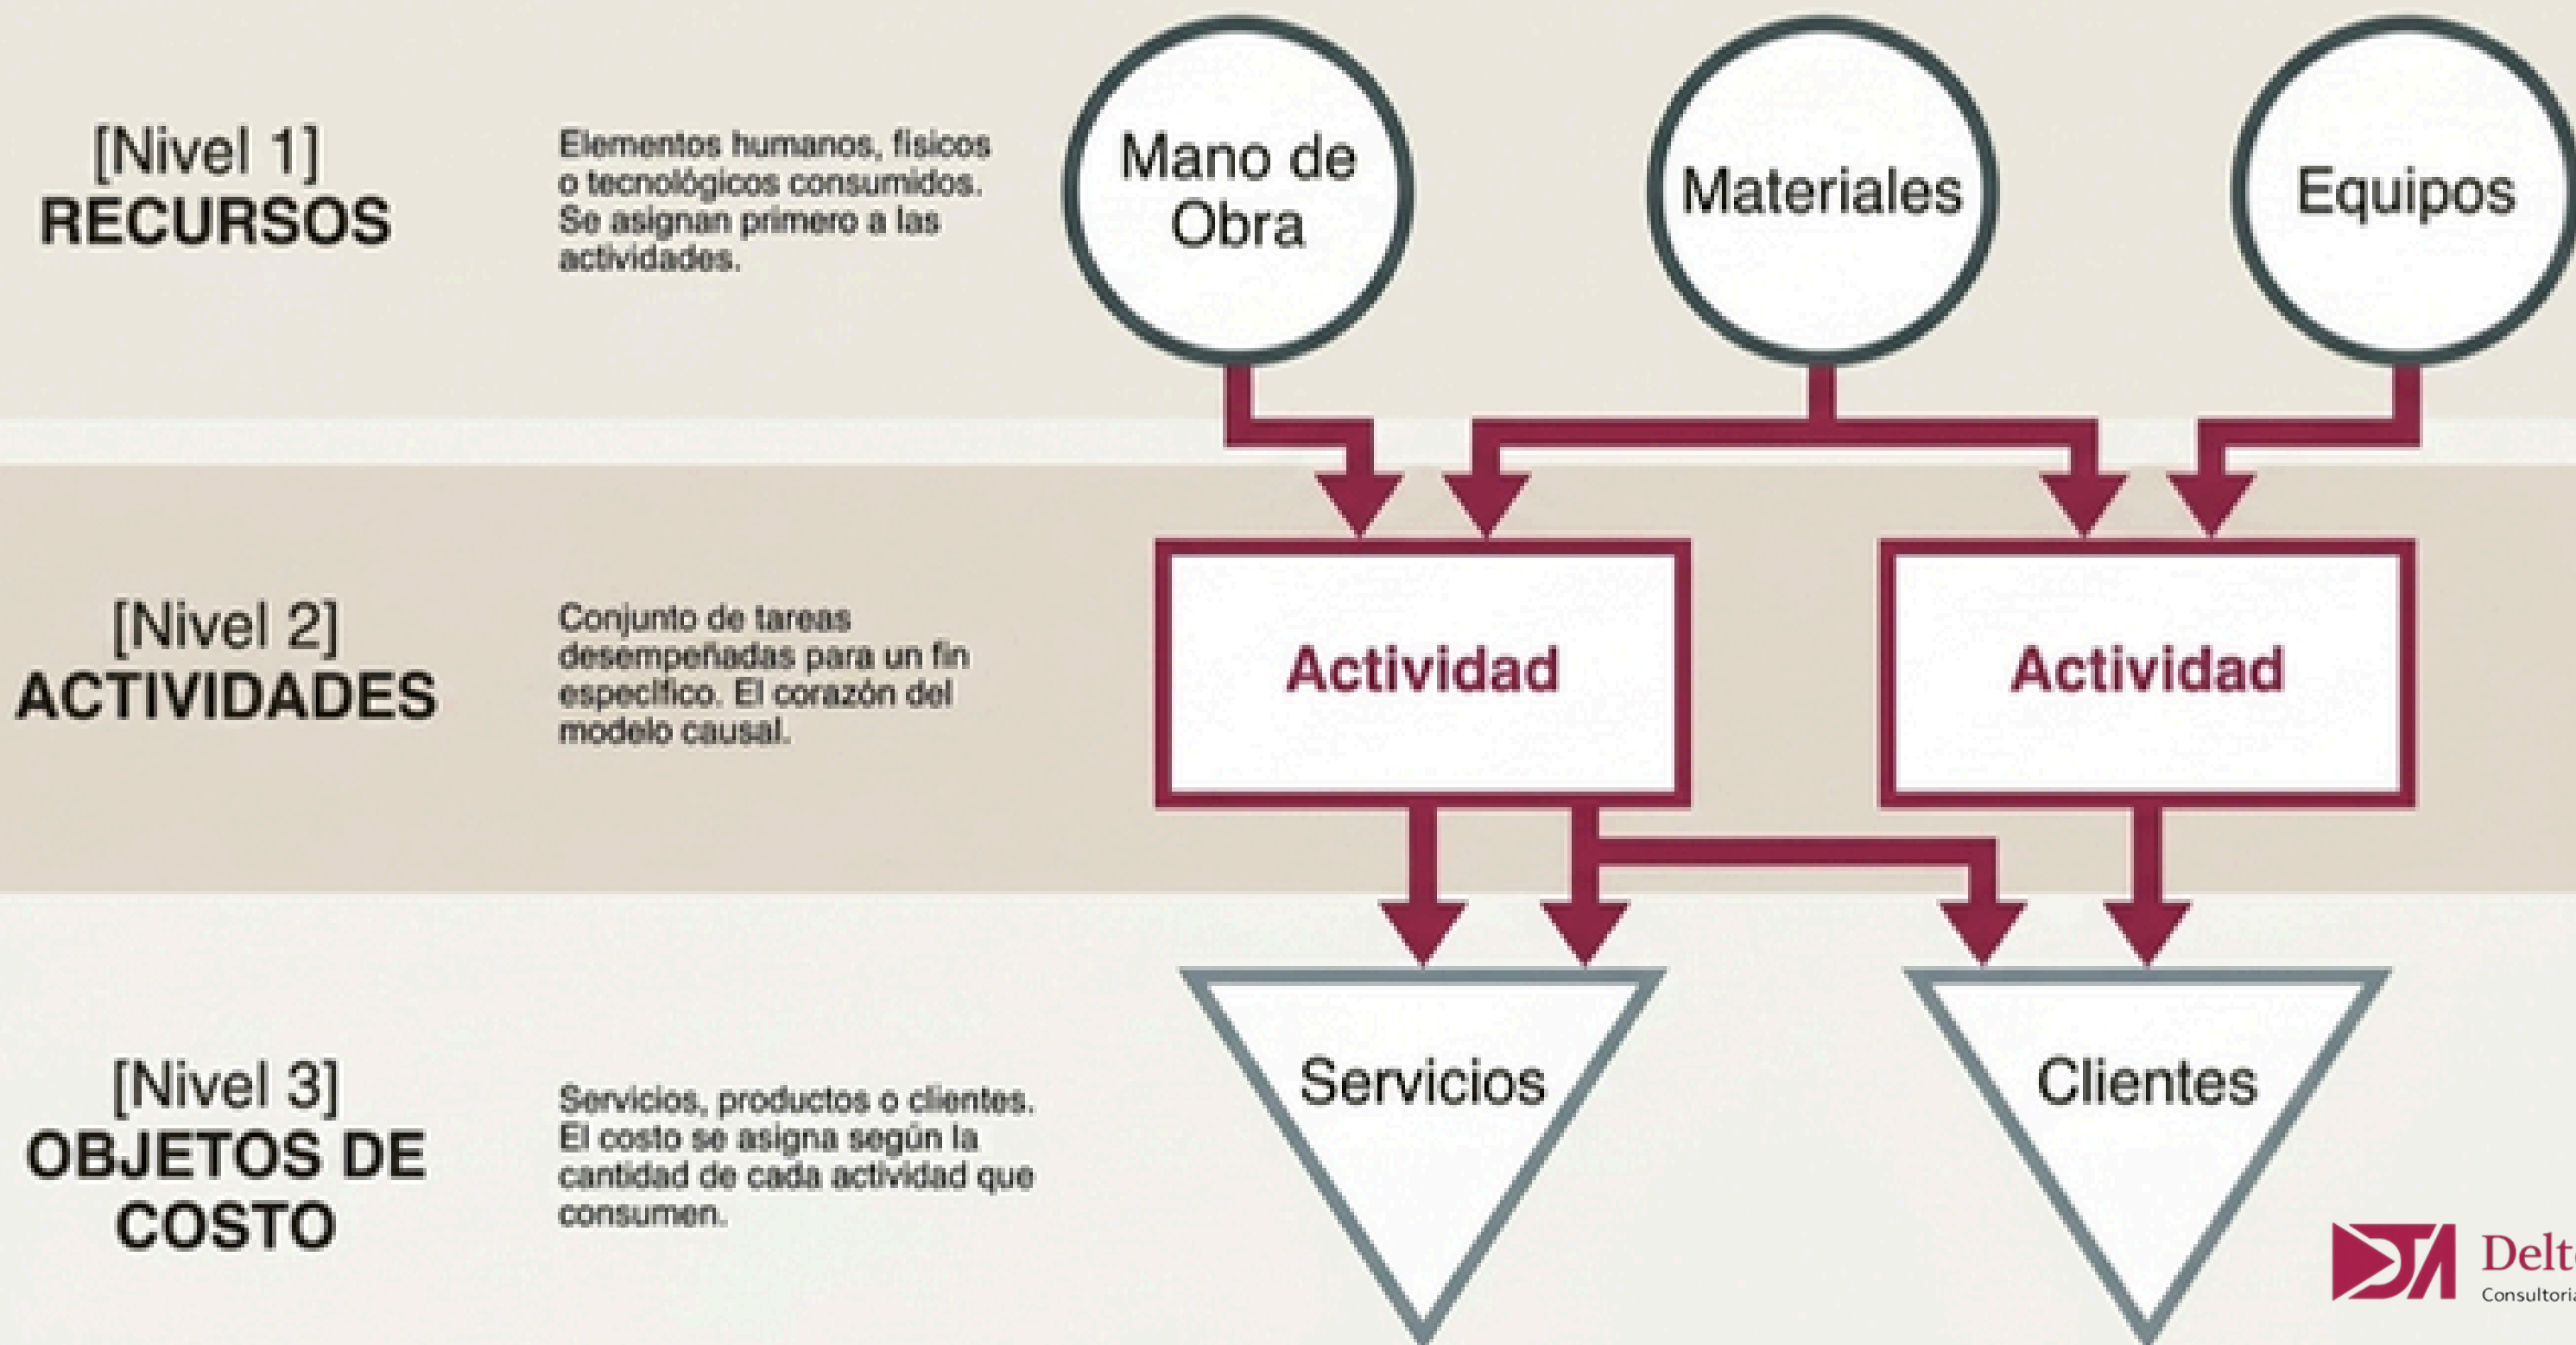 [Nivel 1]
RECURSOS
Elementos humanos, físicos
o tecnológicos consumidos.
Se asignan primero a las
actividades.
Mano de
Obra
Materiales
Equipos
[Nivel 2]
ACTIVIDADES
Conjunto de tareas
desempeñadas para un fin
específico. El corazón del
modelo causal.
Actividad
Actividad
[Nivel 3]
OBJETOS DE
COSTO
Servicios, productos o clientes.
El costo se asigna según la
cantidad de cada actividad que
consumen.
Servicios
Clientes